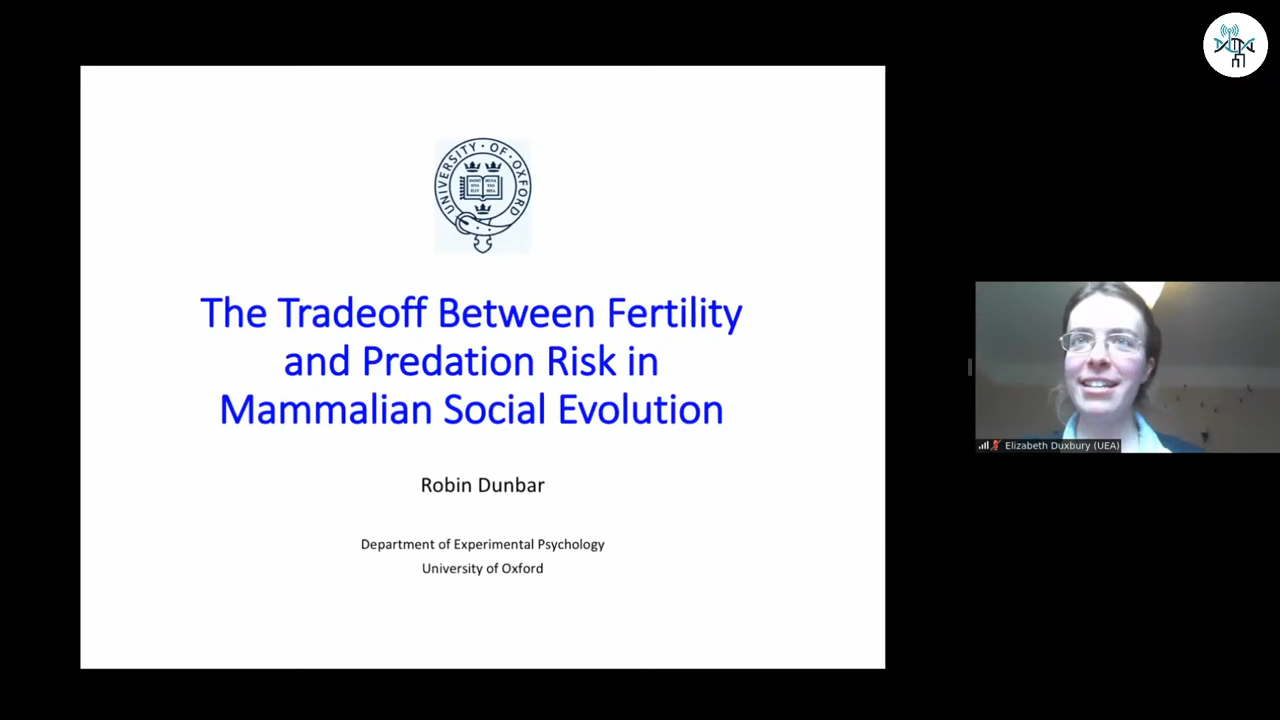 UNIVERSITY · OF · OXFORD
The Tradeoff Between Fertility
and Predation Risk in
Mammalian Social Evolution
Robin Dunbar
Department of Experimental Psychology
University of Oxford
Elizabeth Duxbury (UEA)